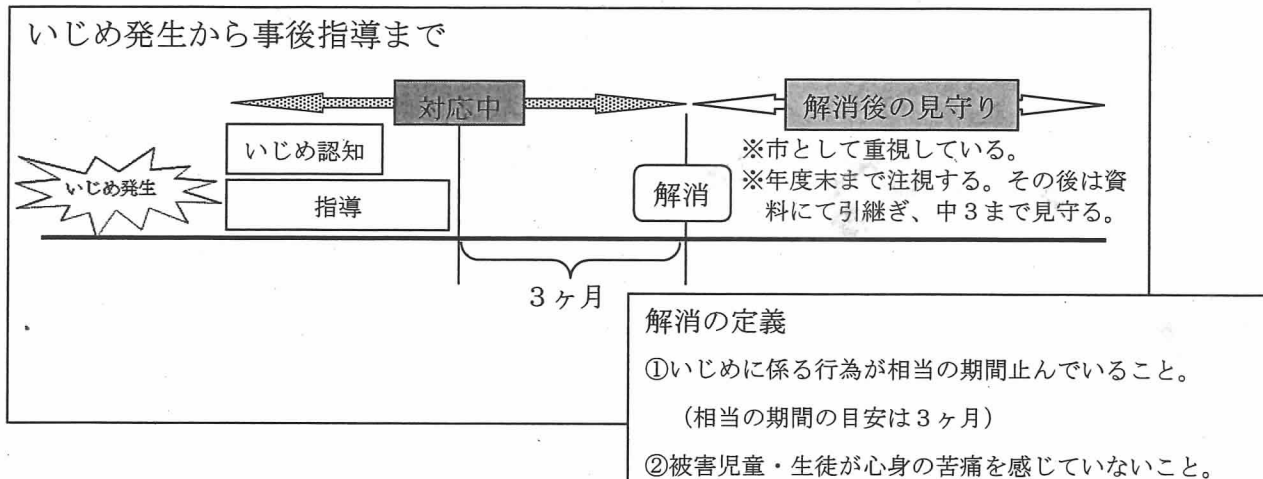 いじめ発生から事後指導まで
対応中
解消後の見守り
いじめ認知
いじめ発生
指導
解消
※市として重視している。
※年度末まで注視する。その後は資
料にて引継ぎ、中３まで見守る。
３ヶ月
解消の定義
①いじめに係る行為が相当の期間止んでいること。
（相当の期間の目安は３ヶ月）
②被害児童・生徒が心身の苦痛を感じていないこと。